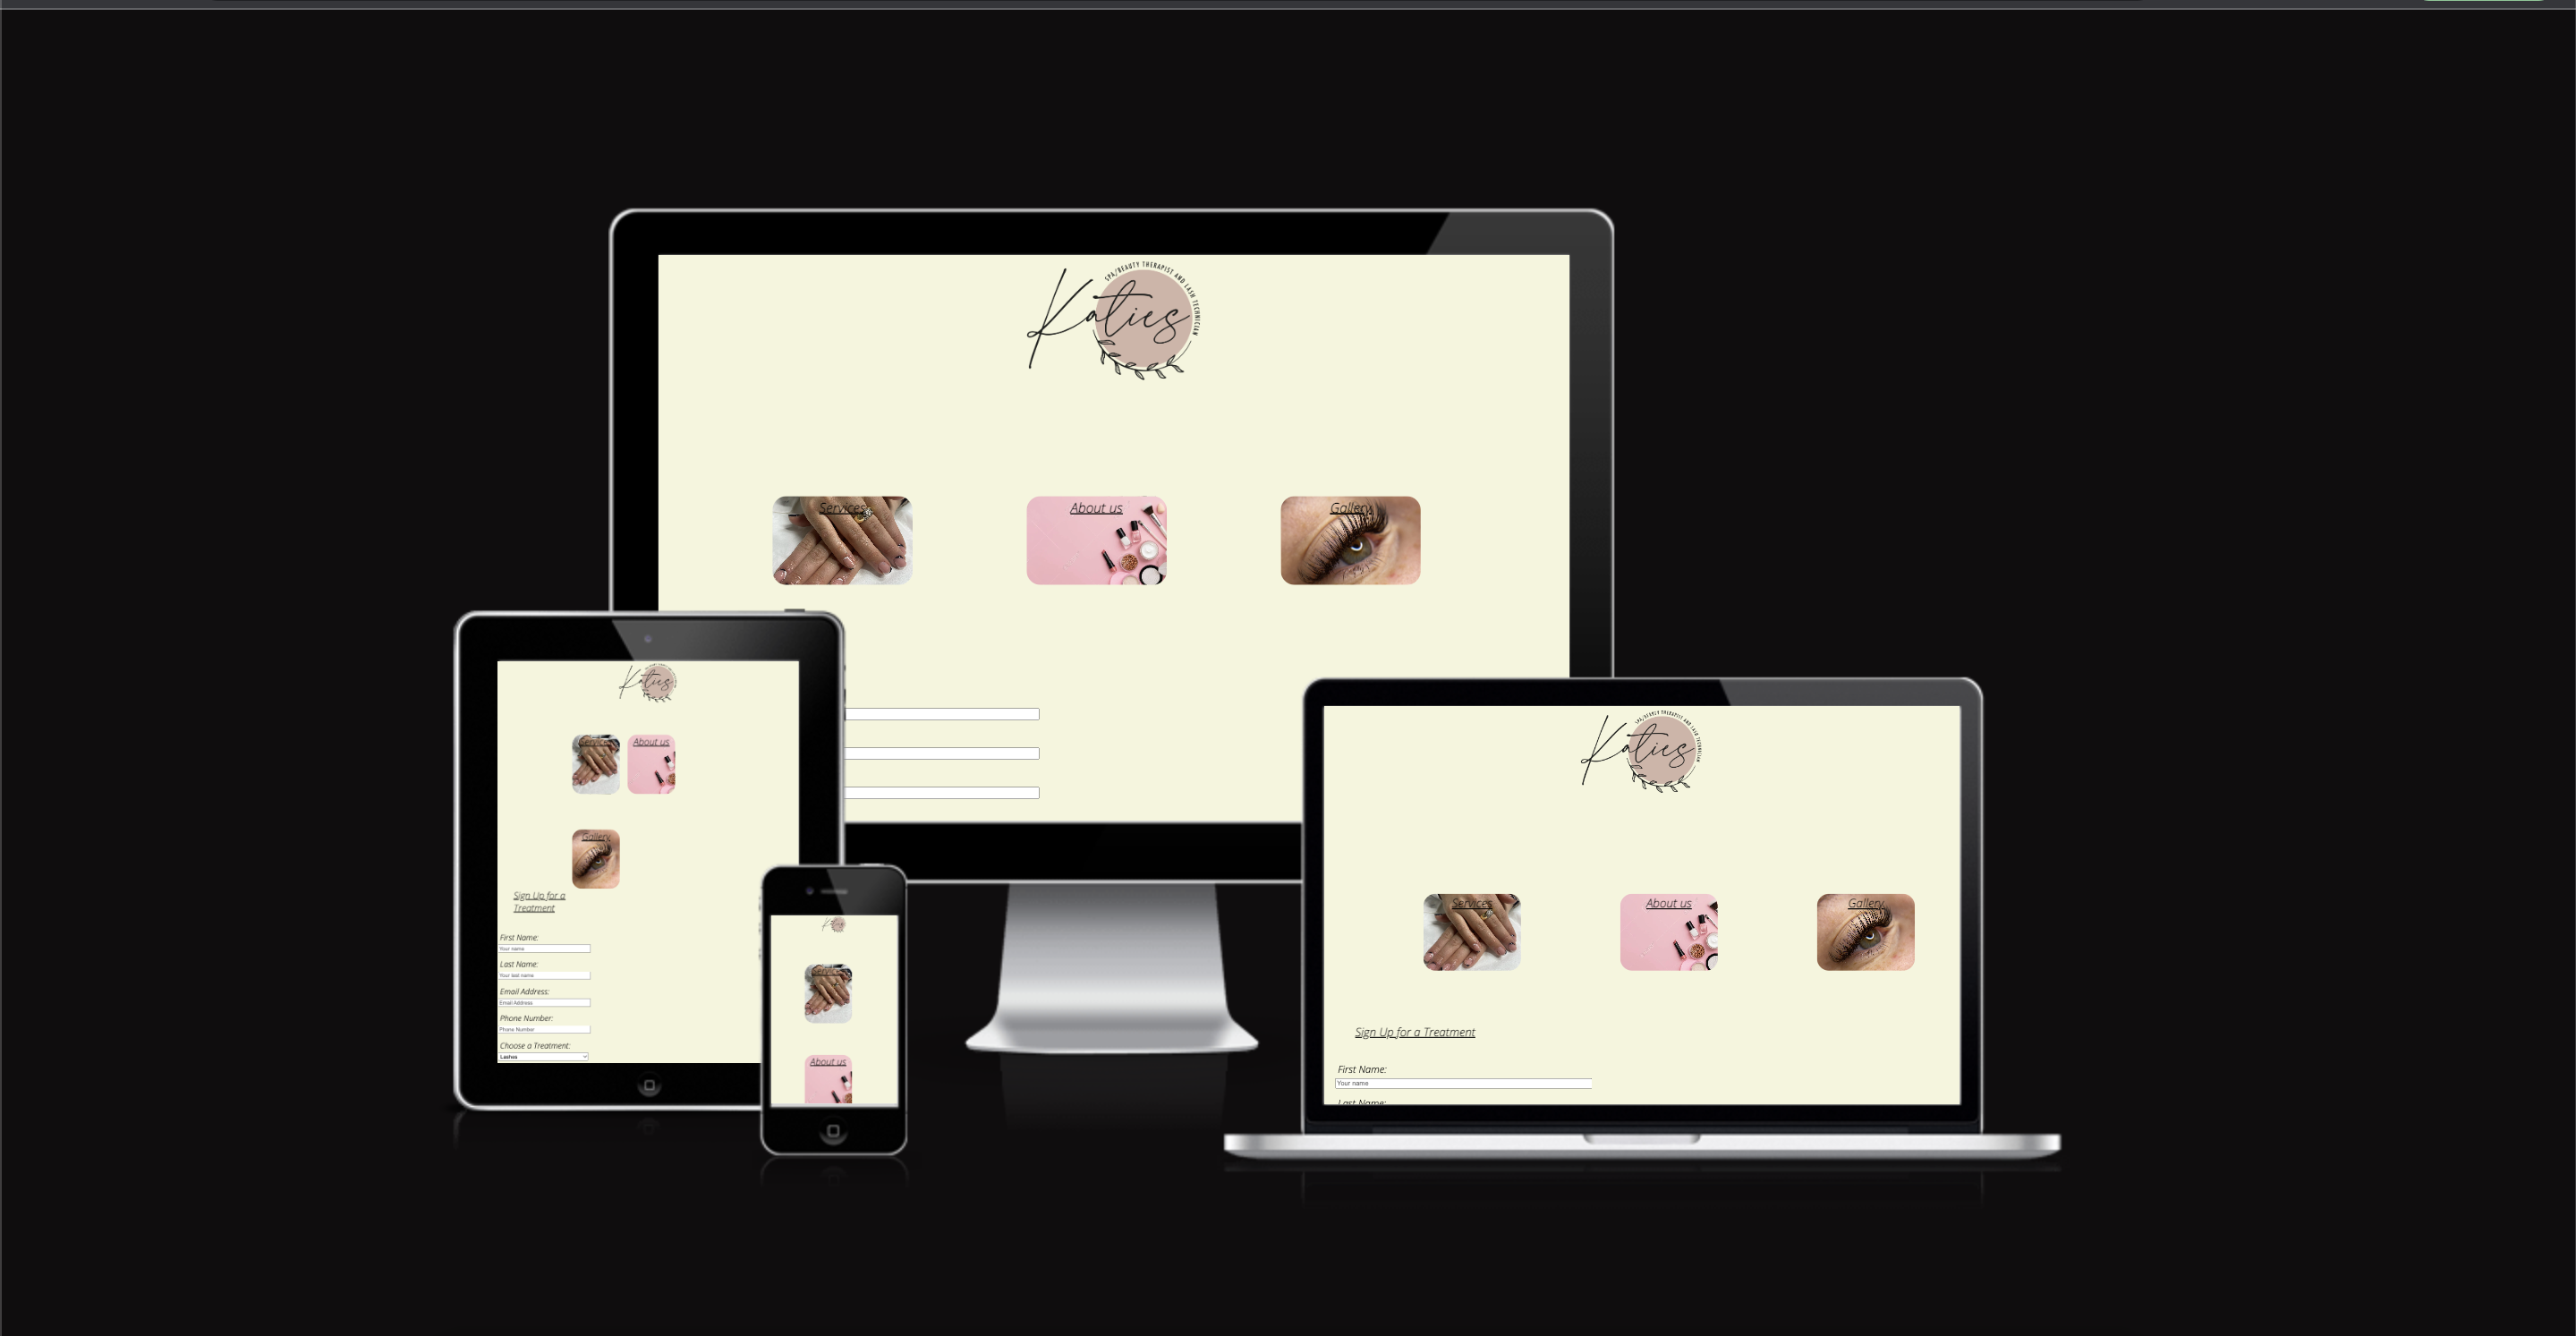 SPA/BEAUTY THERAPIST AND LASH TECHNICIAN
Katies
Services
About us
Gallery
Katies
Services
About us
Gallery
Sign Up for a
Treatment
First Name:
Your name
Last Name:
Your last name
Email Address:
Email Address
Phone Number:
Phone Number
Choose a Treatment:
Lashes
Katies
Services
About us
SPA/BEAUTY THERAPIST AND LASH TECHNICIAN
Katies
Services
About us
Gallery
Sign Up for a Treatment
First Name:
Your name
Last Name: